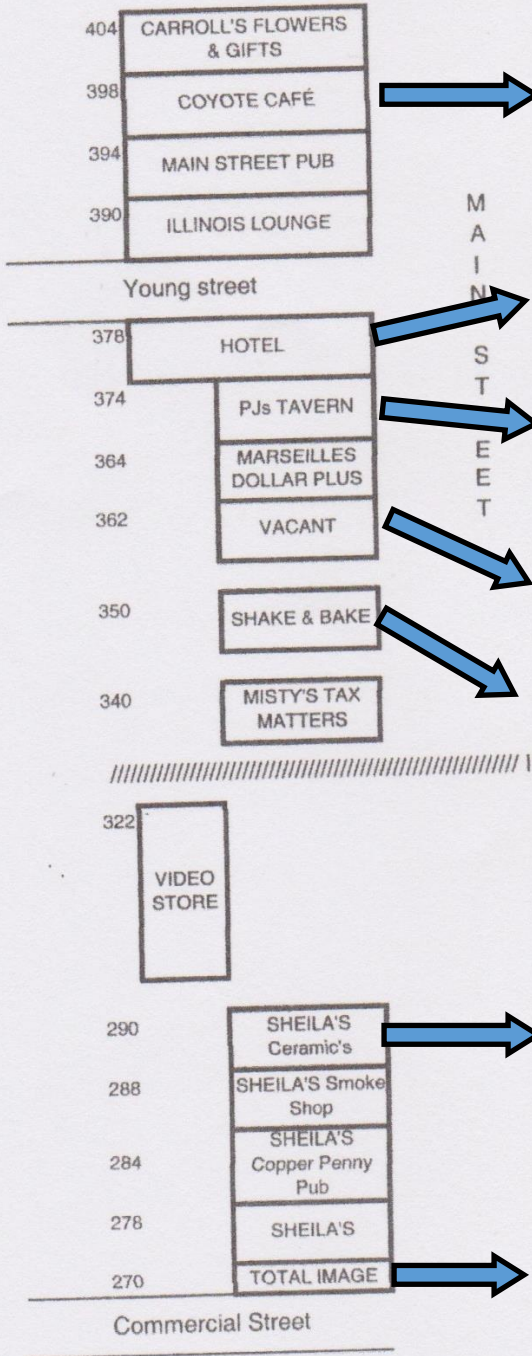 404 CARROLL'S FLOWERS
& GIFTS
398 COYOTE CAFÉ
394 MAIN STREET PUB
390 ILLINOIS LOUNGE
Young street
378 HOTEL
374 PJs TAVERN
364 MARSEILLES
DOLLAR PLUS
362 VACANT
350 SHAKE & BAKE
340 MISTY'S TAX
MATTERS
322
VIDEO
STORE
290 SHEILA'S
Ceramic's
288 SHEILA'S Smoke
Shop
SHEILA'S
284 Copper Penny
Pub
278 SHEILA'S
270 TOTAL IMAGE
Commercial Street
M
A
I
N
S
T
E
E
T